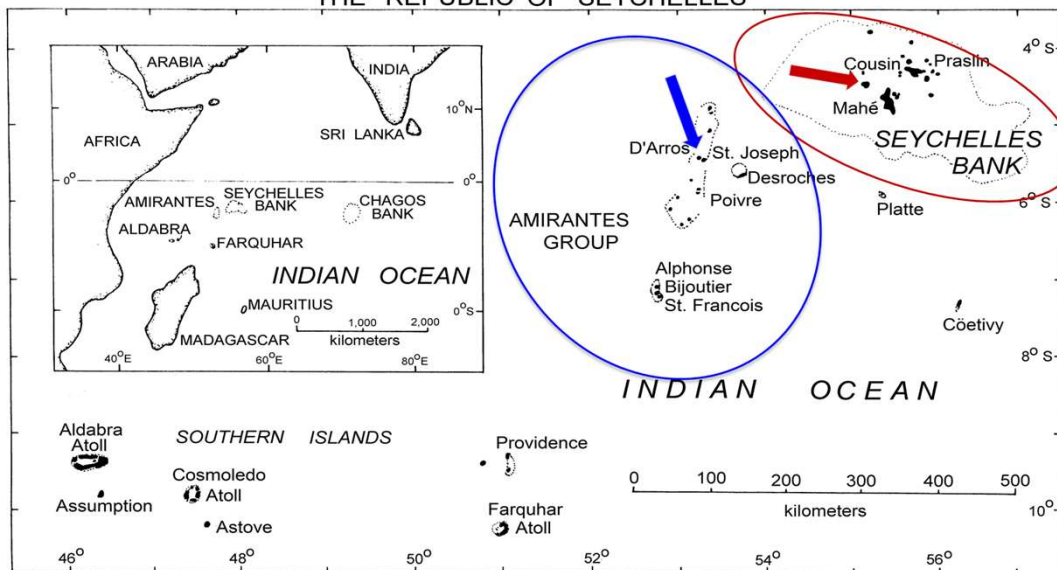 THE REPUBLIC OF SEYCHELLES
ARABIA
INDIA
10°N
AFRICA
SRI LANKA
0°
AMIRANTES
SEYCHELLES
BANK
CHAGOS
BANK
ALDABRA
FARQUHAR
INDIAN OCEAN
MAURITIUS
0°S
0 1,000 2,000
kilometers
MADAGASCAR
40°E
60°E
80°E
4° S
Cousin
Praslin
Mahé
SEYCHELLES
BANK
D'Arros
St. Joseph
Desroches
Poivre
6° S
Platte
AMIRANTES
GROUP
Alphonse
Bijoutier
St. Francois
Cöetivy
8° S
INDIAN OCEAN
Aldabra
Atoll
SOUTHERN ISLANDS
Providence
Cosmoledo
Atoll
Assumption
Astove
Farquhar
Atoll
0 100 200 300 400 500
kilometers
10°
46° 48° 50° 52° 54° 56°